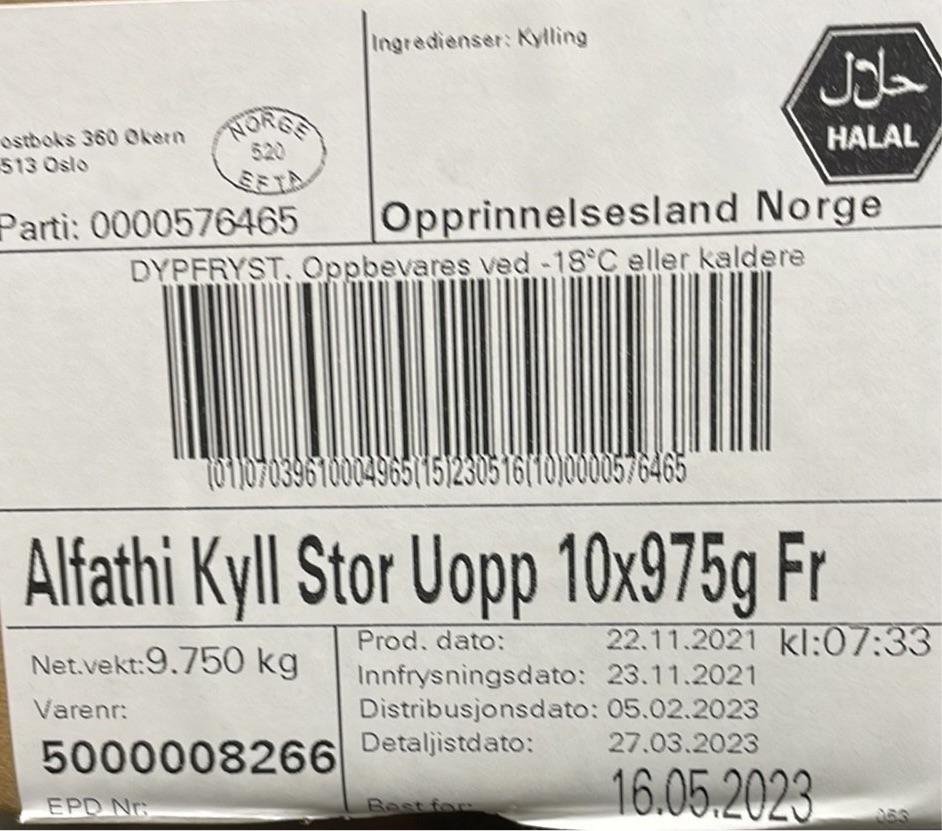 Ingredienser: Kylling
حلال
HALAL
360 Økern
Oslo
NORGE
520
EFTA
Parti: 0000576465
Opprinnelsesland Norge
DYPFRYST. Oppbevares ved -18°C eller kaldere
(01)07039610004965(15)230516(10)0000576465
Alfathi Kyll Stor Uopp 10x975g Fr
Net.vekt:9.750 kg
Varenr:
5000008266
EPD Nr:
Prod. dato: 22.11.2021 kl:07:33
Innfrysningsdato: 23.11.2021
Distribusjonsdato: 05.02.2023
Detaljistdato: 27.03.2023
Best før: 16.05.2023
053